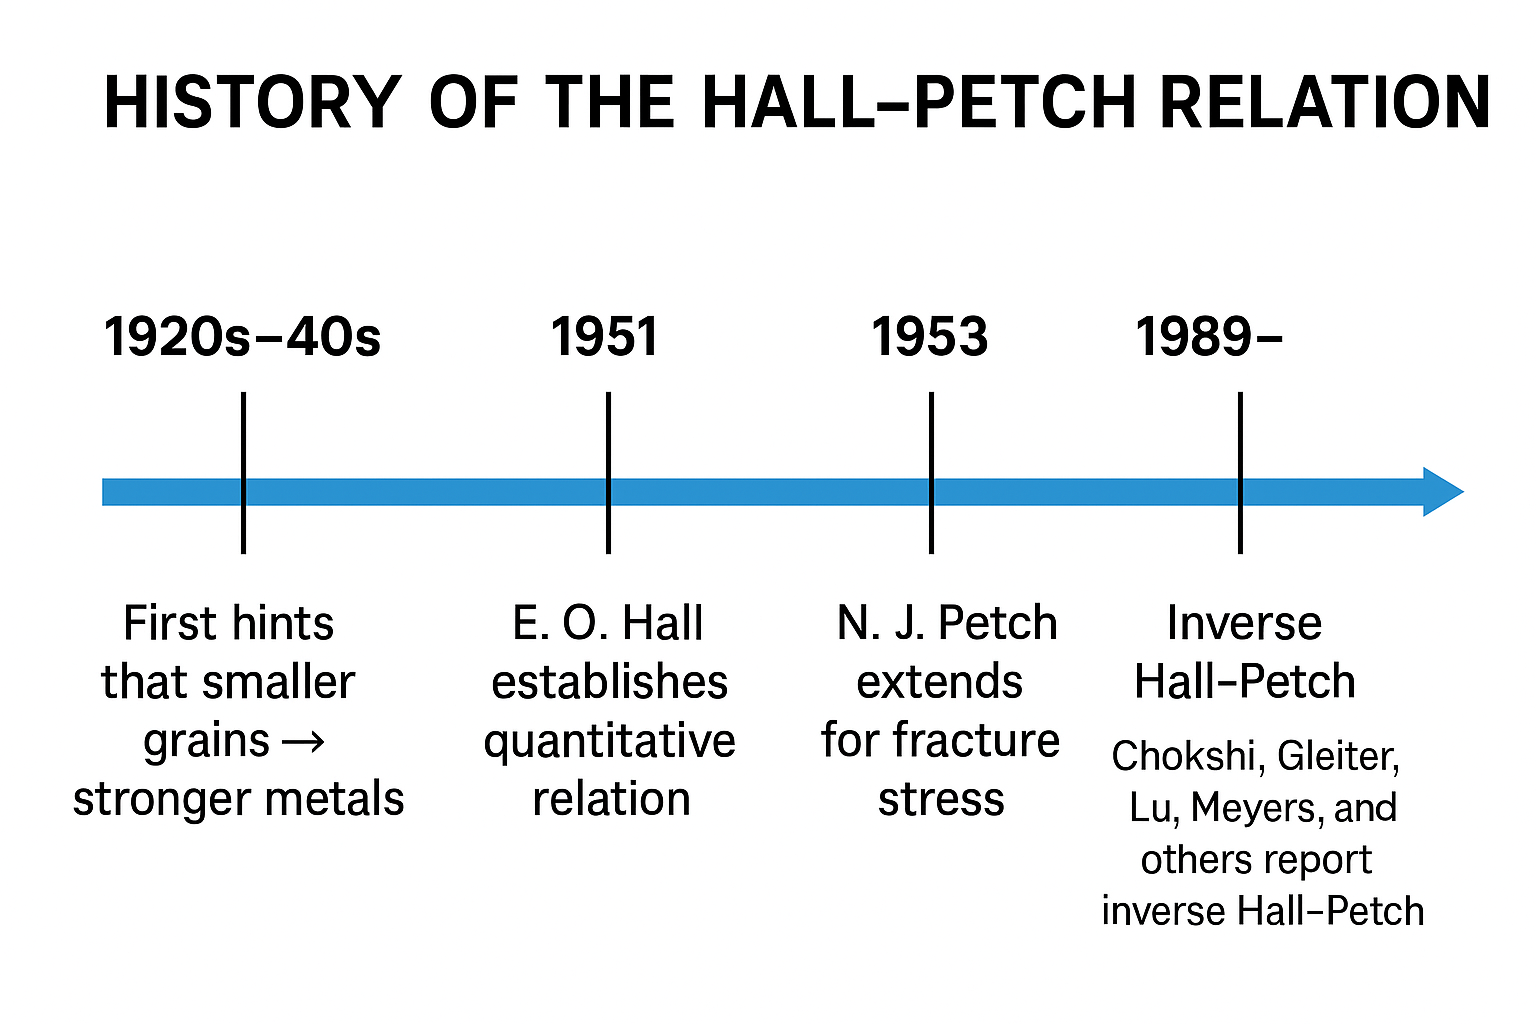 HISTORY OF THE HALL–PETCH RELATION
1920s–40s
First hints
that smaller
grains →
stronger metals
1951
E. O. Hall
establishes
quantitative
relation
1953
N. J. Petch
extends
for fracture
stress
1989–
Inverse
Hall–Petch
Chokshi, Gleiter,
Lu, Meyers, and
others report
inverse Hall–Petch